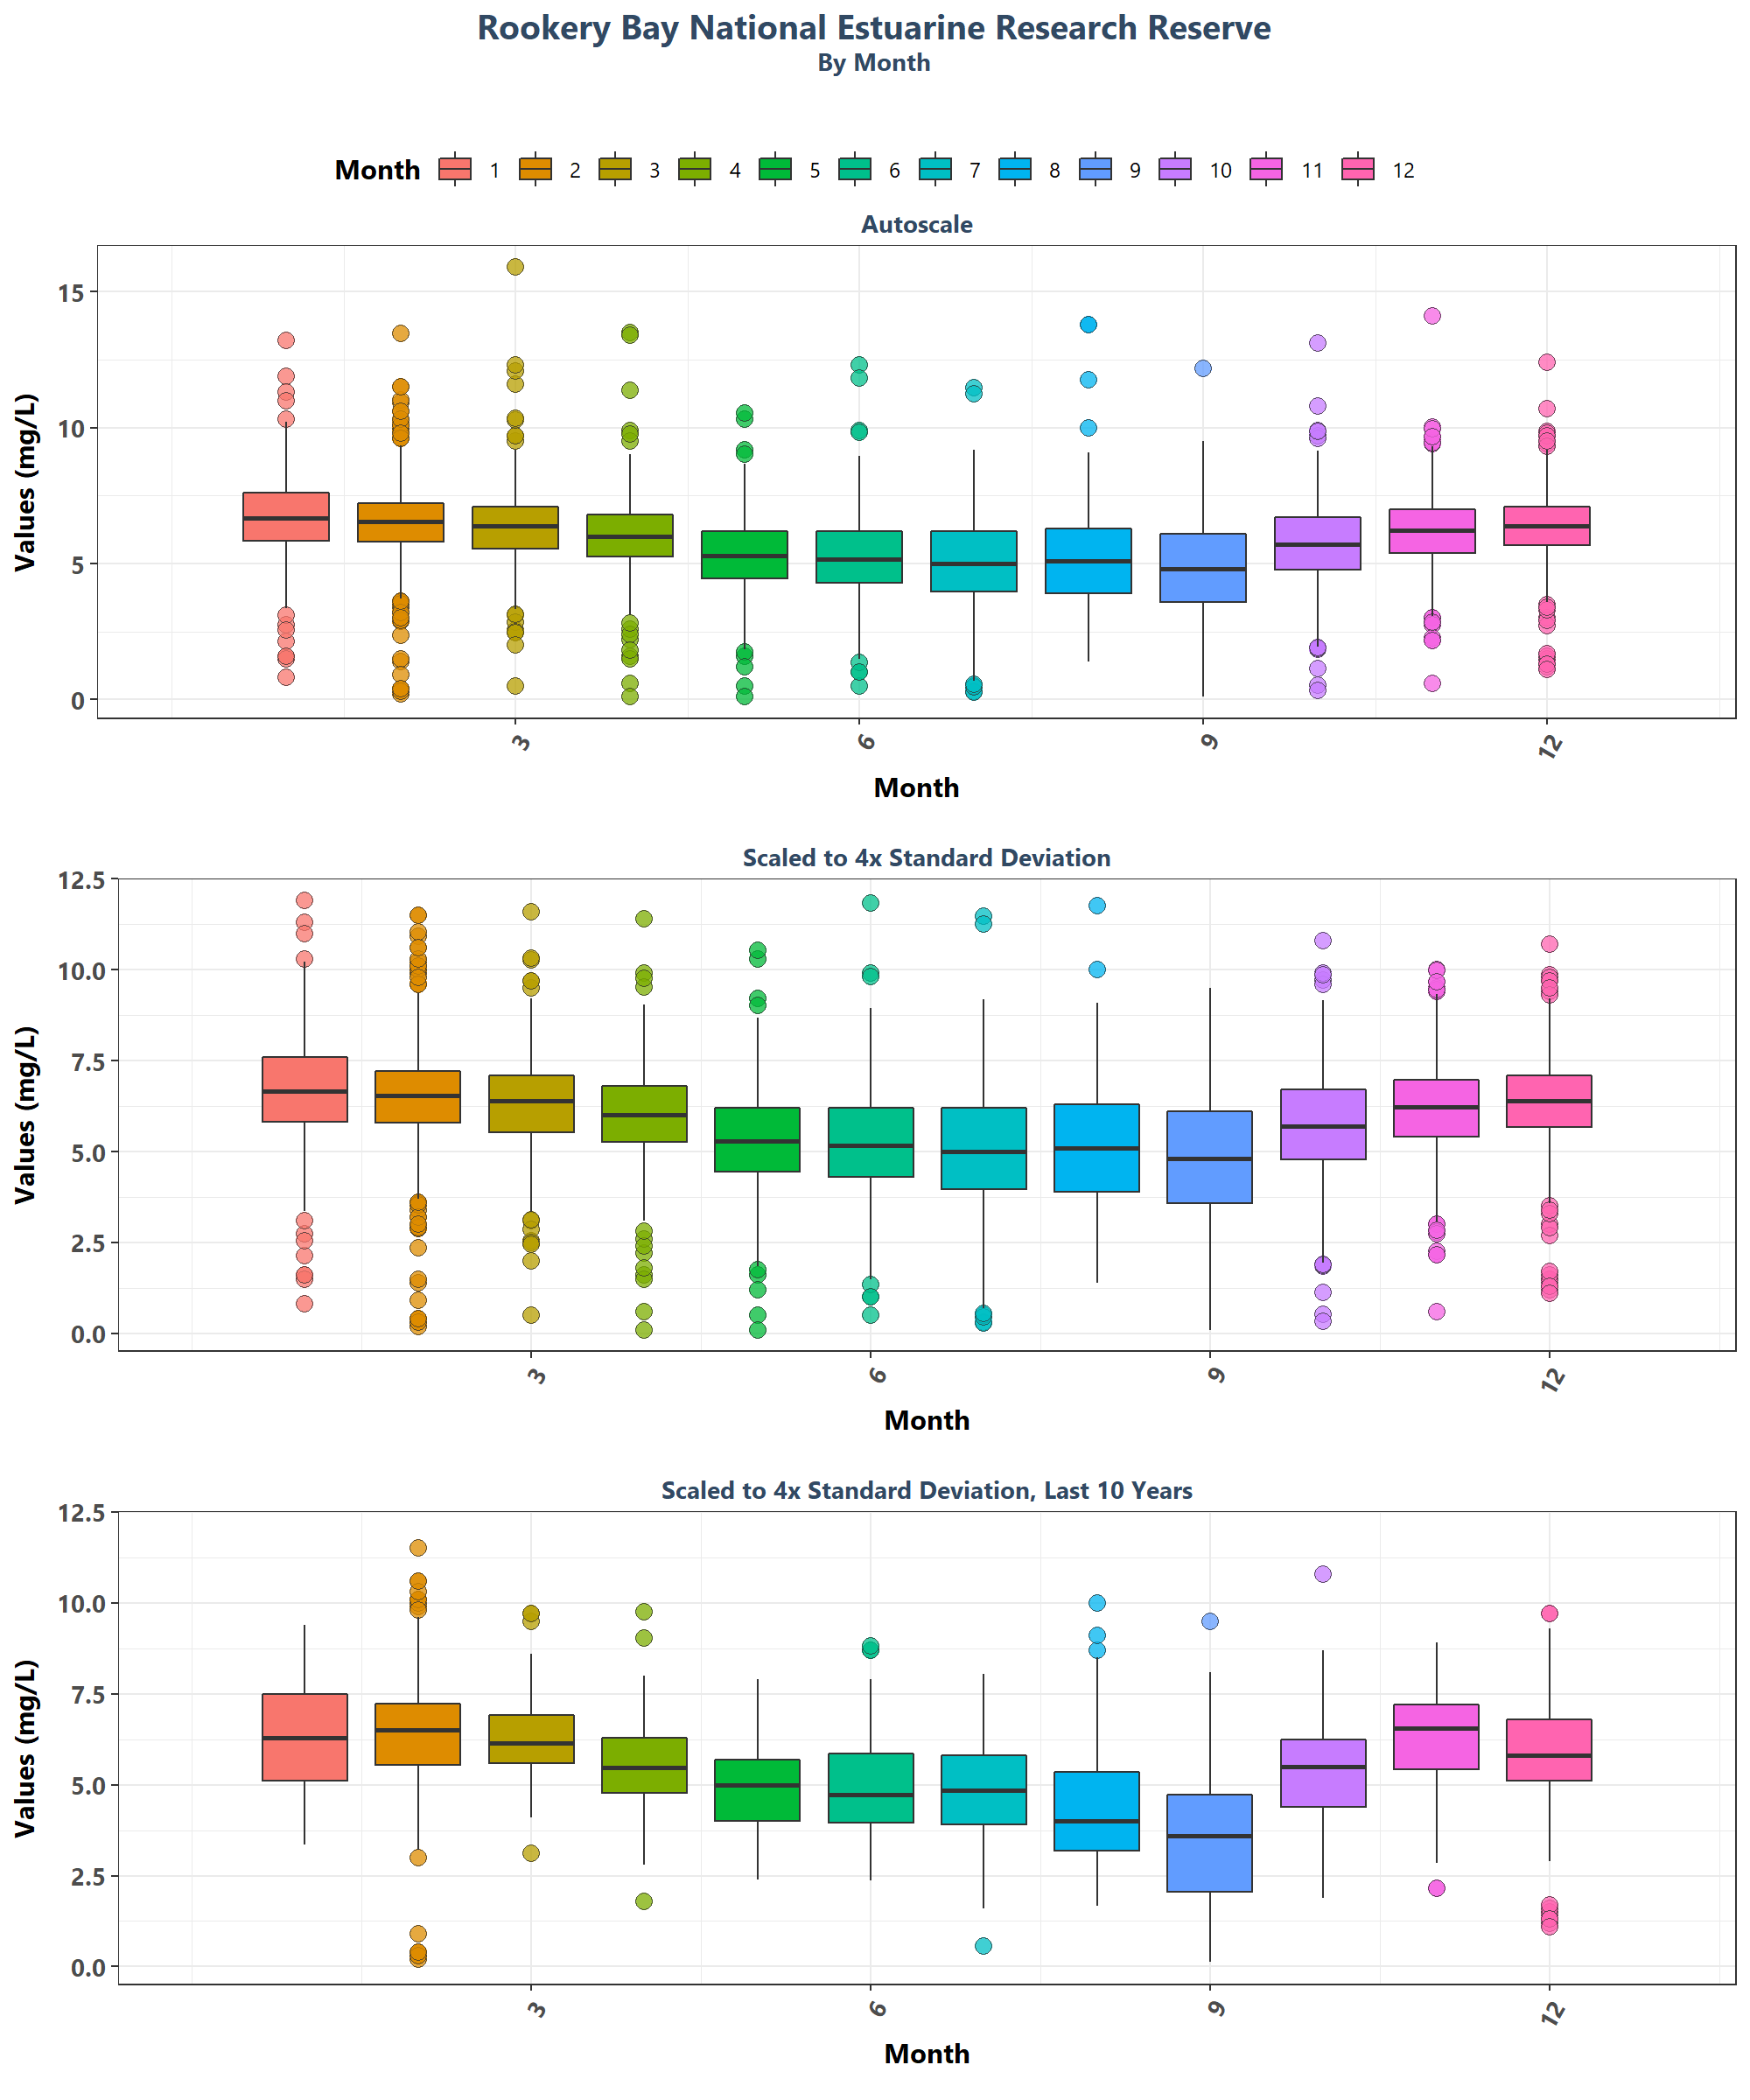 Rookery Bay National Estuarine Research Reserve
By Month
Month 1 2 3 4 5 6 7 8 9 10 11 12
Autoscale
Values (mg/L)
15
10
5
0
3 6 9 12
Month
Scaled to 4x Standard Deviation
Values (mg/L)
12.5
10.0
7.5
5.0
2.5
0.0
3 6 9 12
Month
Scaled to 4x Standard Deviation, Last 10 Years
Values (mg/L)
12.5
10.0
7.5
5.0
2.5
0.0
3 6 9 12
Month